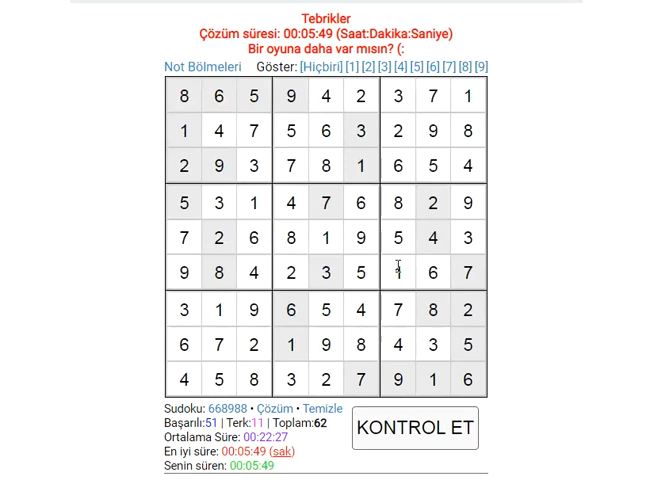 Tebrikler
Çözüm süresi: 00:05:49 (Saat:Dakika:Saniye)
Bir oyuna daha var mısın? (:
Not Bölmeleri Göster: [Hiçbiri] [1] [2] [3] [4] [5] [6] [7] [8] [9]
8 6 5 9 4 2 3 7 1
1 4 7 5 6 3 2 9 8
2 9 3 7 8 1 6 5 4
5 3 1 4 7 6 8 2 9
7 2 6 8 1 9 5 4 3
9 8 4 2 3 5 1 6 7
3 1 9 6 5 4 7 8 2
6 7 2 1 9 8 4 3 5
4 5 8 3 2 7 9 1 6
Sudoku: 668988 • Çözüm • Temizle
Başarılı:51 | Terk:11 | Toplam:62
Ortalama Süre: 00:22:27
En iyi süre: 00:05:49 (sak)
Senin süren: 00:05:49
KONTROL ET